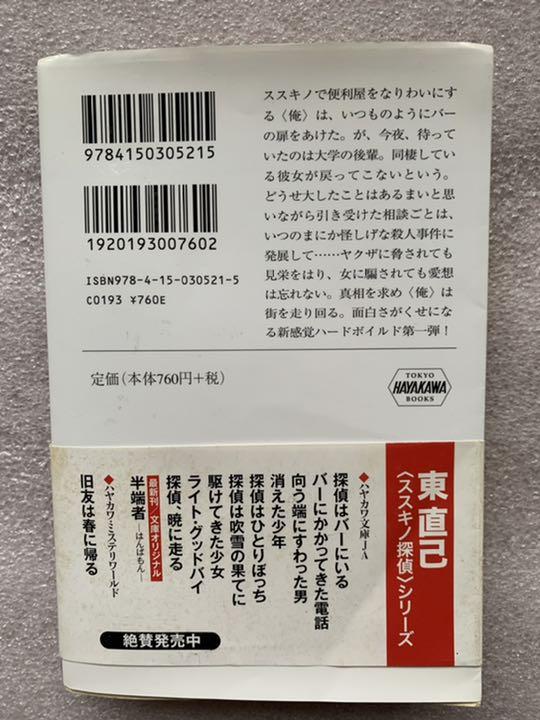 9784150305215
1920193007602
ISBN978-4-15-030521-5
C0193 ¥760E
ススキノで便利屋をなりわいにす
る〈俺〉は、いつものようにバー
の扉をあけた。が、今夜、待って
いたのは大学の後輩。同棲してい
る彼女が戻ってこないという。
どうせ大したことはあるまいと思
いながら引き受けた相談ごとは、
いつのまにか怪しげな殺人事件に
発展して……ヤクザに脅されても
見栄をはり、女に騙されても愛想
は忘れない。真相を求め〈俺〉は
街を走り回る。面白さがくせにな
る新感覚ハードボイルド第一弾！
定価（本体760円＋税）
TOKYO
HAYAKAWA
BOOKS
東 直己
〈ススキノ探偵〉シリーズ
◆ハヤカワ文庫JA
探偵はバーにいる
バーにかかってきた電話
向う端にすわった男
消えた少年
探偵はひとりぼっち
探偵は吹雪の果てに
駆けてきた少女
ライト・グッドバイ
探偵、暁に走る
最新刊／文庫オリジナル
半端者―はんぱもん―
◆ハヤカワ・ミステリワールド
旧友は春に帰る
絶賛発売中